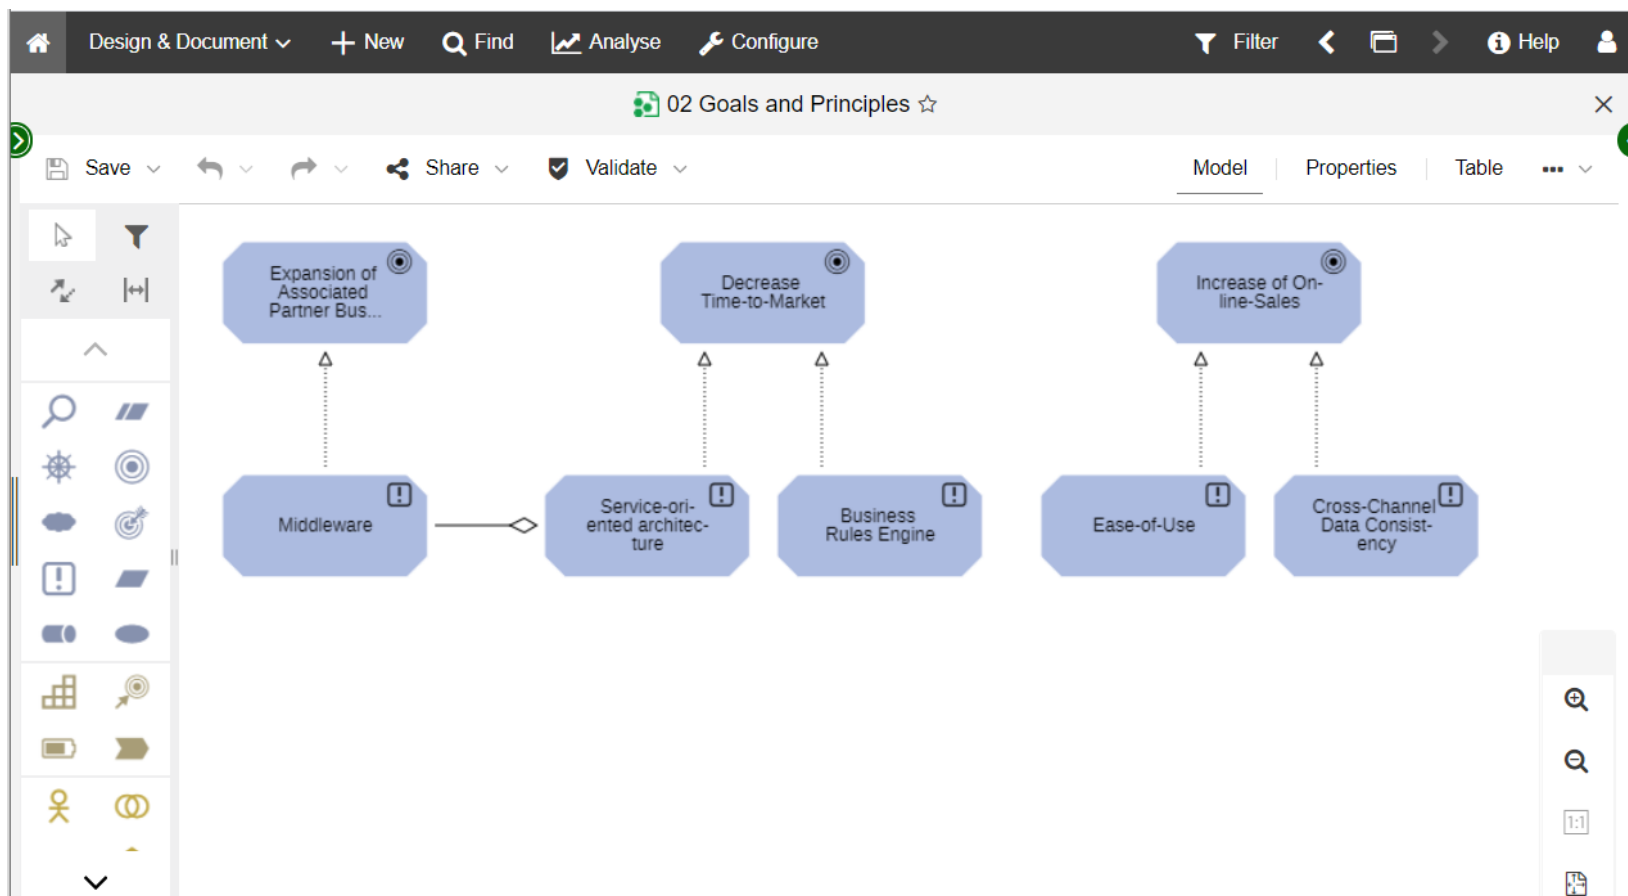 Design & Document
New
Find
Analyse
Configure
Filter
Help
02 Goals and Principles
Save
Share
Validate
Model
Properties
Table
Expansion of
Associated
Partner Bus...
Decrease
Time-to-Market
Increase of On-
line-Sales
Middleware
Service-ori-
ented architec-
ture
Business
Rules Engine
Ease-of-Use
Cross-Channel
Data Consist-
ency
1:1